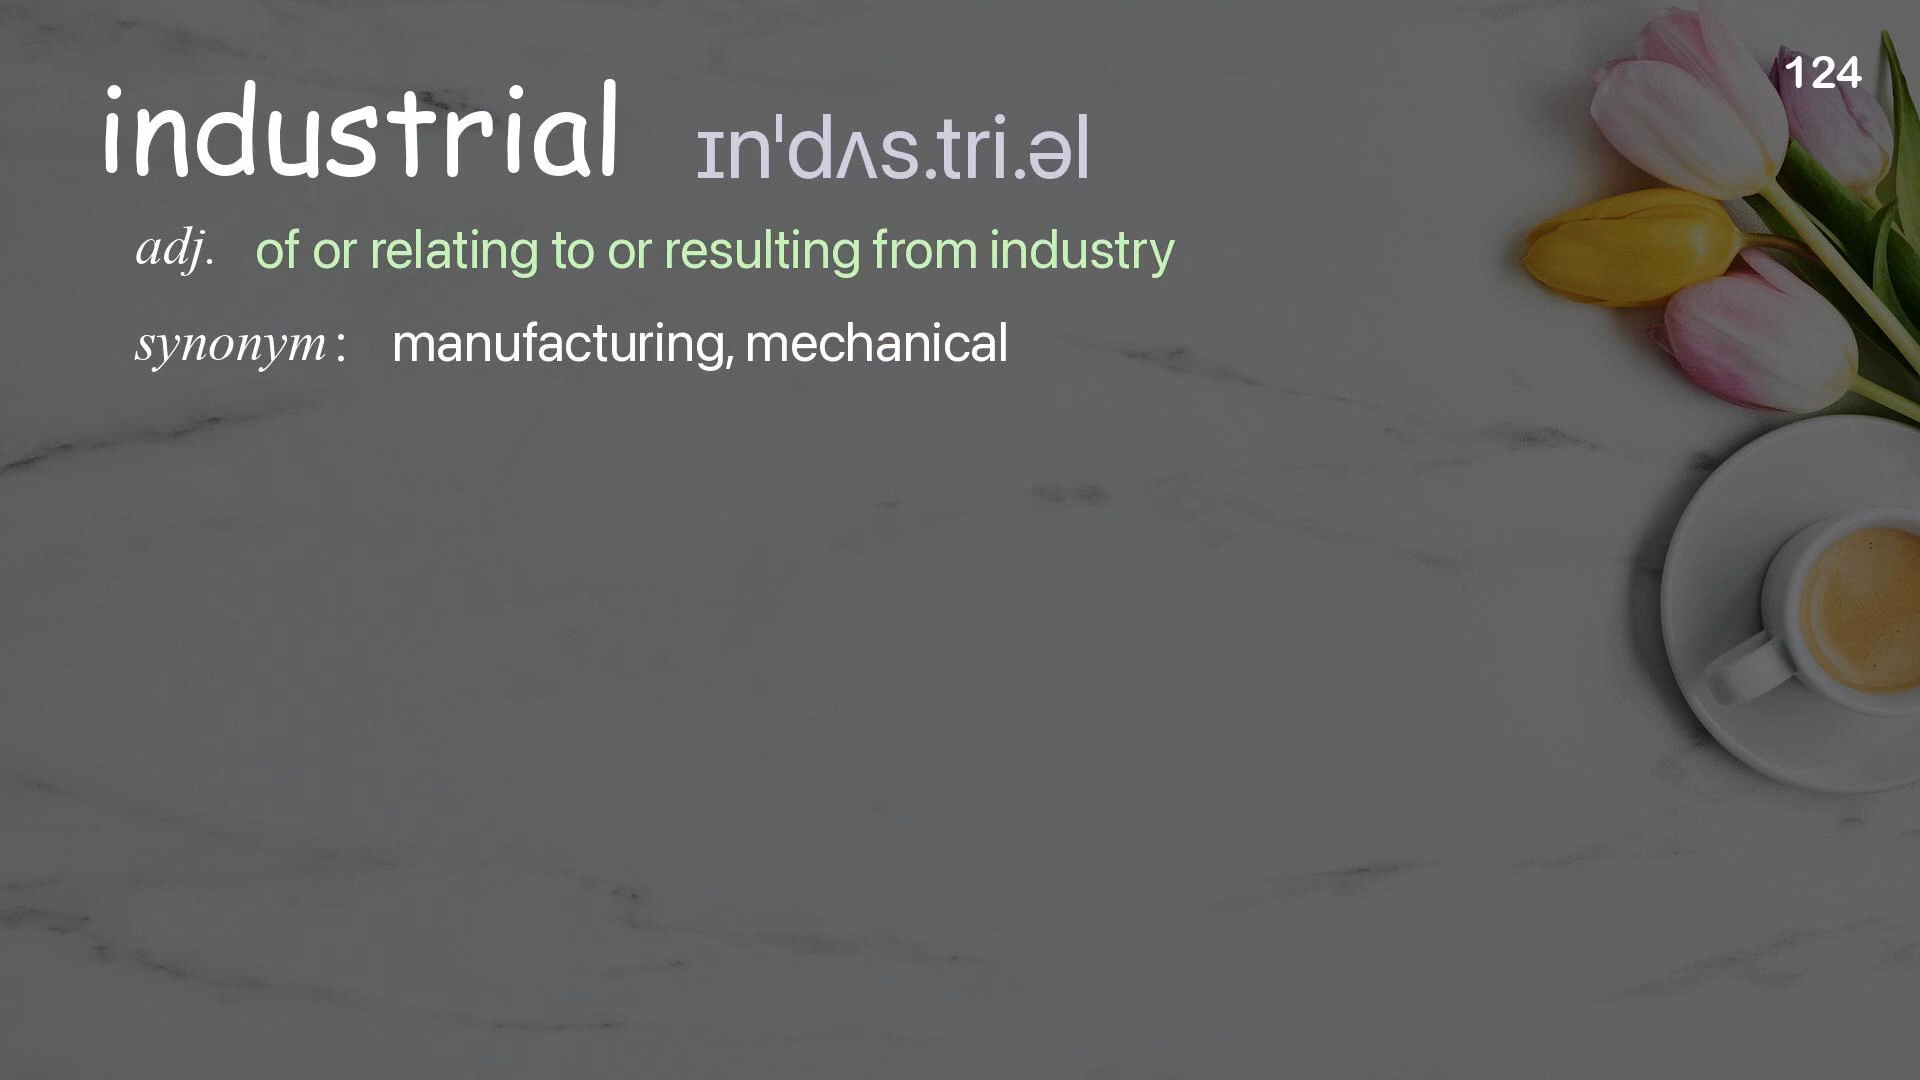 124
industrial ɪnˈdʌs.tri.əl
adj. of or relating to or resulting from industry
synonym : manufacturing, mechanical